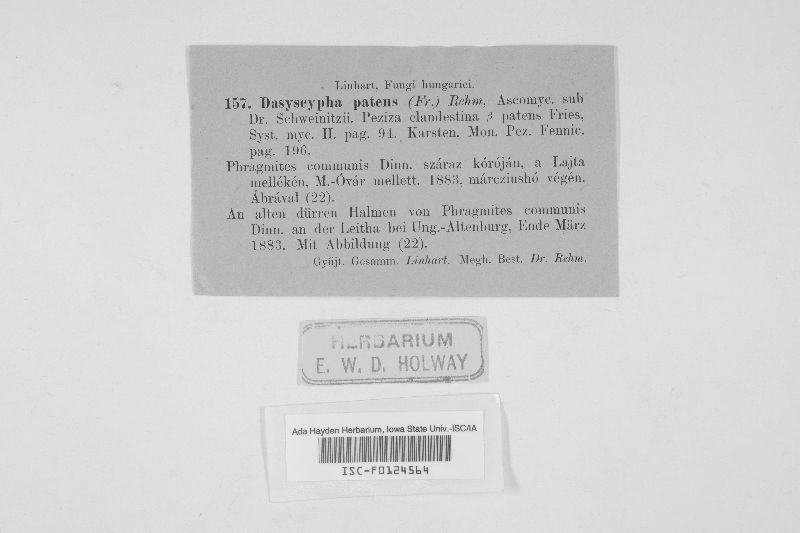 Linhart, Fungi hungarici.
157. Dasyscypha patens (Fr.) Rehm, Ascomyc. sub
Dr. Schweinitzii. Peziza clandestina β patens Fries,
Syst. myc. II. pag. 94. Karsten. Mon. Pez. Fennic.
pag. 196.
Phragmites communis Dinn. száraz kóróján, a Lajta
mellékén, M.-Óvár mellett. 1883. márcziushó végén.
Ábrával (22).
An alten dürren Halmen von Phragmites communis
Dinn. an der Leitha bei Ung.-Altenburg, Ende März
1883. Mit Abbildung (22).
Gyüjt. Gesamm. Linhart. Megh. Best. Dr. Rehm.
HERBARIUM
E. W. D. HOLWAY
Ada Hayden Herbarium, Iowa State Univ.-ISC/IA
ISC-F0124564